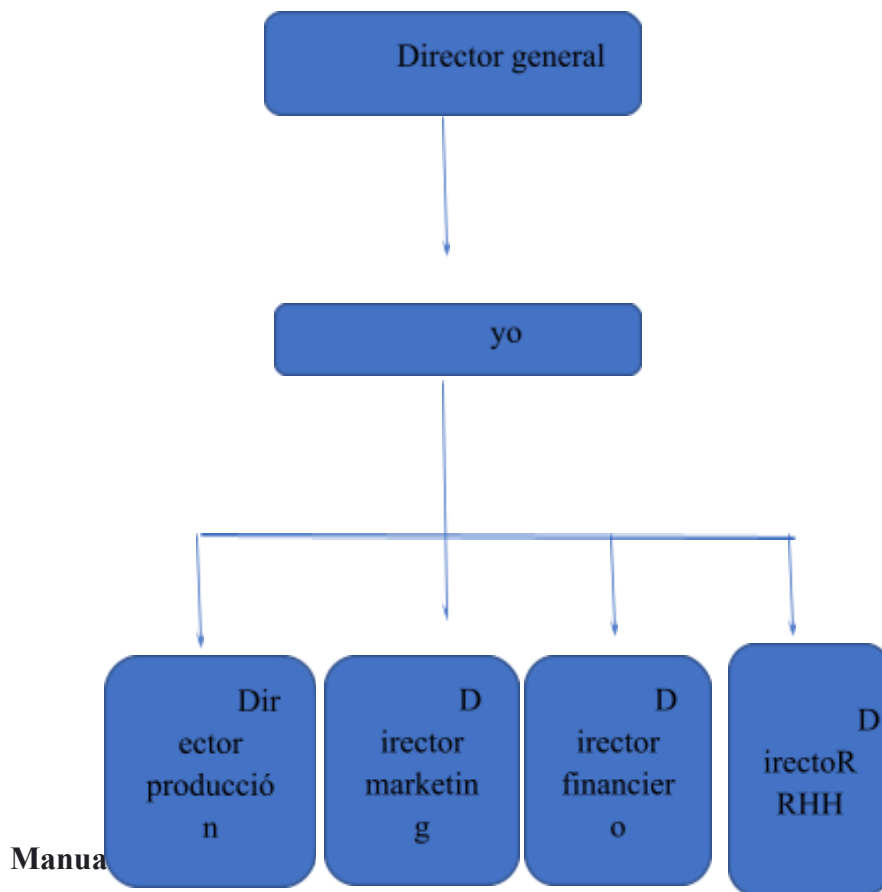 Director general
yo
Dir
ector
producció
n
D
irector
marketin
g
D
irector
financier
o
D
irectoR
RHH
Manua